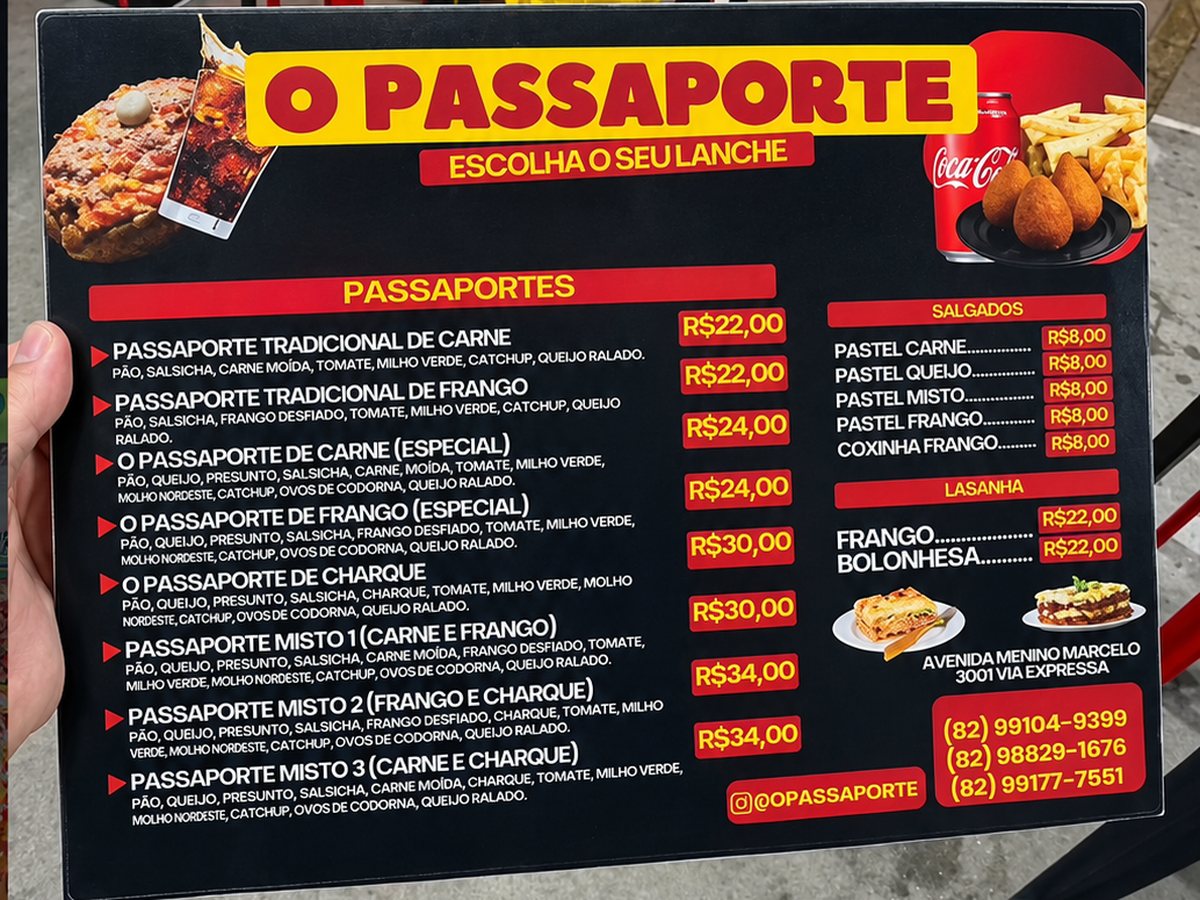 O PASSAPORTE
ESCOLHA O SEU LANCHE
Coca-Co
PASSAPORTES
PASSAPORTE TRADICIONAL DE CARNE R$22,00
PÃO, SALSICHA, CARNE MOÍDA, TOMATE, MILHO VERDE, CATCHUP, QUEIJO RALADO.
PASSAPORTE TRADICIONAL DE FRANGO R$22,00
PÃO, SALSICHA, FRANGO DESFIADO, TOMATE, MILHO VERDE, CATCHUP, QUEIJO
RALADO.
O PASSAPORTE DE CARNE (ESPECIAL) R$24,00
PÃO, QUEIJO, PRESUNTO, SALSICHA, CARNE, MOÍDA, TOMATE, MILHO VERDE,
MOLHO NORDESTE, CATCHUP, OVOS DE CODORNA, QUEIJO RALADO.
O PASSAPORTE DE FRANGO (ESPECIAL) R$24,00
PÃO, QUEIJO, PRESUNTO, SALSICHA, FRANGO DESFIADO, TOMATE, MILHO VERDE,
MOLHO NORDESTE, CATCHUP, OVOS DE CODORNA, QUEIJO RALADO.
O PASSAPORTE DE CHARQUE R$30,00
PÃO, QUEIJO, PRESUNTO, SALSICHA, CHARQUE, TOMATE, MILHO VERDE, MOLHO
NORDESTE, CATCHUP, OVOS DE CODORNA, QUEIJO RALADO.
PASSAPORTE MISTO 1 (CARNE E FRANGO) R$30,00
PÃO, QUEIJO, PRESUNTO, SALSICHA, CARNE MOÍDA, FRANGO DESFIADO, TOMATE,
MILHO VERDE, MOLHO NORDESTE, CATCHUP, OVOS DE CODORNA, QUEIJO RALADO.
PASSAPORTE MISTO 2 (FRANGO E CHARQUE) R$34,00
PÃO, QUEIJO, PRESUNTO, SALSICHA, FRANGO DESFIADO, CHARQUE, TOMATE, MILHO
VERDE, MOLHO NORDESTE, CATCHUP, OVOS DE CODORNA, QUEIJO RALADO.
PASSAPORTE MISTO 3 (CARNE E CHARQUE) R$34,00
PÃO, QUEIJO, PRESUNTO, SALSICHA, CARNE MOÍDA, CHARQUE, TOMATE, MILHO VERDE,
MOLHO NORDESTE, CATCHUP, OVOS DE CODORNA, QUEIJO RALADO.
SALGADOS
PASTEL CARNE............... R$8,00
PASTEL QUEIJO............... R$8,00
PASTEL MISTO................ R$8,00
PASTEL FRANGO............ R$8,00
COXINHA FRANGO......... R$8,00
LASANHA
FRANGO.................... R$22,00
BOLONHESA.......... R$22,00
AVENIDA MENINO MARCELO
3001 VIA EXPRESSA
(82) 99104-9399
(82) 98829-1676
(82) 99177-7551
@OPASSAPORTE